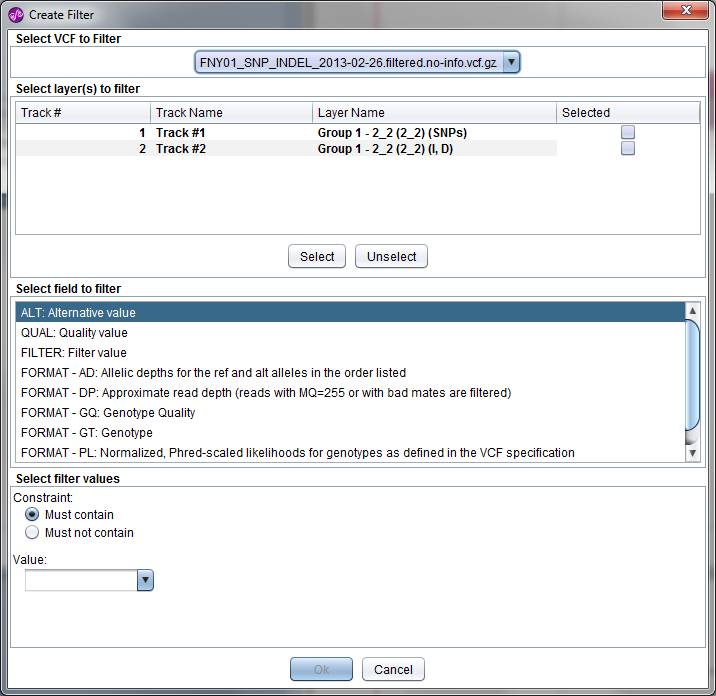 Create Filter
Select VCF to Filter
FNY01_SNP_INDEL_2013-02-26.filtered.no-info.vcf.gz
Select layer(s) to filter
Track # Track Name Layer Name Selected
1 Track #1 Group 1 - 2_2 (2_2) (SNPs)
2 Track #2 Group 1 - 2_2 (2_2) (I, D)
Select Unselect
Select field to filter
ALT: Alternative value
QUAL: Quality value
FILTER: Filter value
FORMAT - AD: Allelic depths for the ref and alt alleles in the order listed
FORMAT - DP: Approximate read depth (reads with MQ=255 or with bad mates are filtered)
FORMAT - GQ: Genotype Quality
FORMAT - GT: Genotype
FORMAT - PL: Normalized, Phred-scaled likelihoods for genotypes as defined in the VCF specification
Select filter values
Constraint:
Must contain
Must not contain
Value:
Ok Cancel